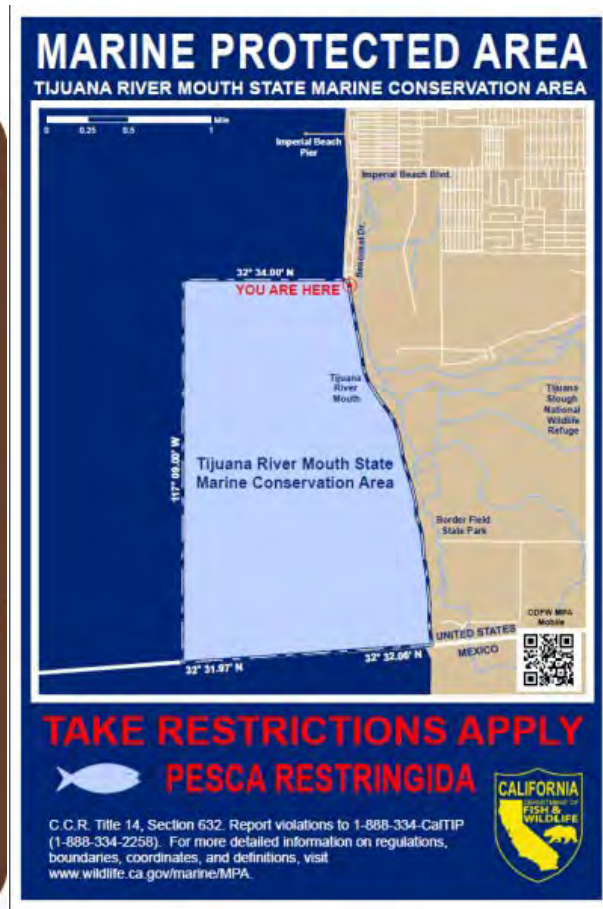 MARINE PROTECTED AREA
TIJUANA RIVER MOUTH STATE MARINE CONSERVATION AREA
Mile
0 0.25 0.5 1
Imperial Beach
Pier
Imperial Beach Blvd.
Seacoast Dr.
32° 34.00' N
YOU ARE HERE
Tijuana
River
Mouth
Tijuana
Slough
National
Wildlife
Refuge
117° 09.00' W
Tijuana River Mouth State
Marine Conservation Area
Border Field
State Park
CDFW MPA
Mobile
UNITED STATES
MEXICO
32° 31.97' N
32° 32.06' N
TAKE RESTRICTIONS APPLY
PESCA RESTRINGIDA
CALIFORNIA
DEPARTMENT OF
FISH &
WILDLIFE
C.C.R. Title 14, Section 632. Report violations to 1-888-334-CalTIP
(1-888-334-2258). For more detailed information on regulations,
boundaries, coordinates, and definitions, visit
www.wildlife.ca.gov/marine/MPA.